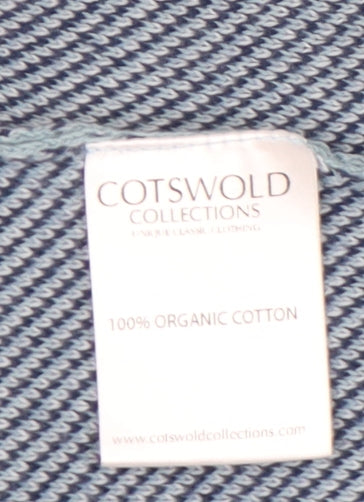 COTSWOLD
COLLECTIONS
UNIQUE CLASSIC CLOTHING
100% ORGANIC COTTON
www.cotswoldcollections.com